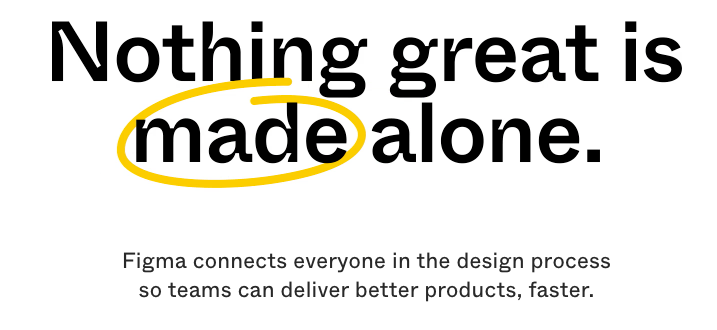 Nothing great is
made alone.
Figma connects everyone in the design process
so teams can deliver better products, faster.